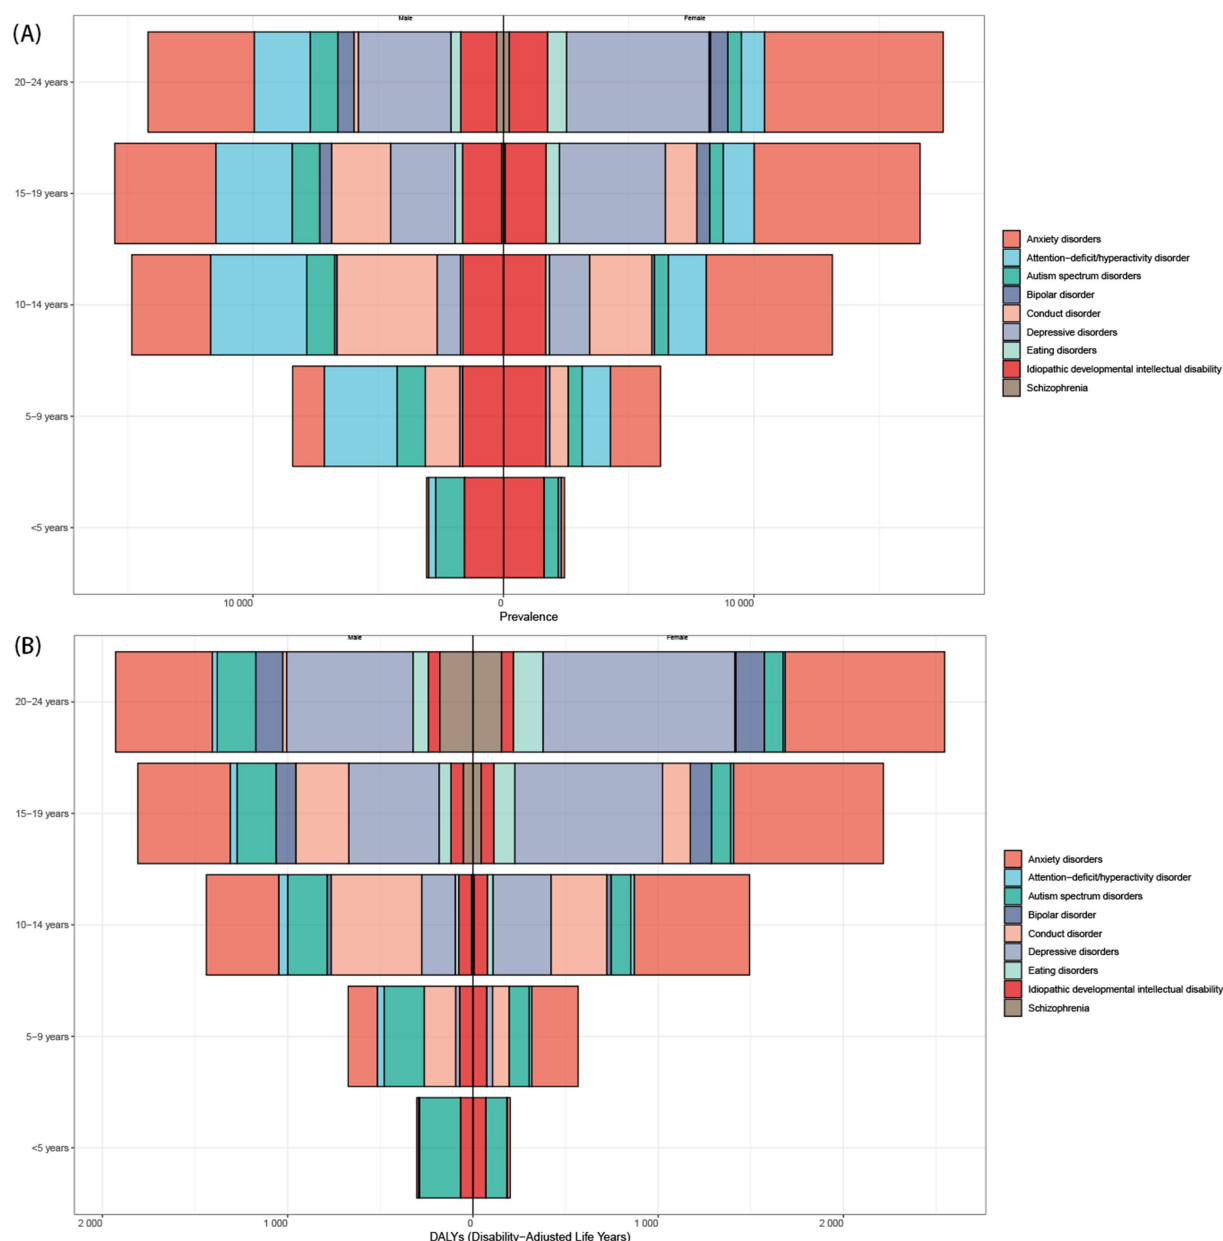 (A)
Male
Female
20−24 years
15−19 years
10−14 years
5−9 years
<5 years
10 000
0
10 000
Prevalence
Anxiety disorders
Attention−deficit/hyperactivity disorder
Autism spectrum disorders
Bipolar disorder
Conduct disorder
Depressive disorders
Eating disorders
Idiopathic developmental intellectual disability
Schizophrenia
(B)
Male
Female
20−24 years
15−19 years
10−14 years
5−9 years
<5 years
2 000
1 000
0
1 000
2 000
DALYs (Disability−Adjusted Life Years)
Anxiety disorders
Attention−deficit/hyperactivity disorder
Autism spectrum disorders
Bipolar disorder
Conduct disorder
Depressive disorders
Eating disorders
Idiopathic developmental intellectual disability
Schizophrenia